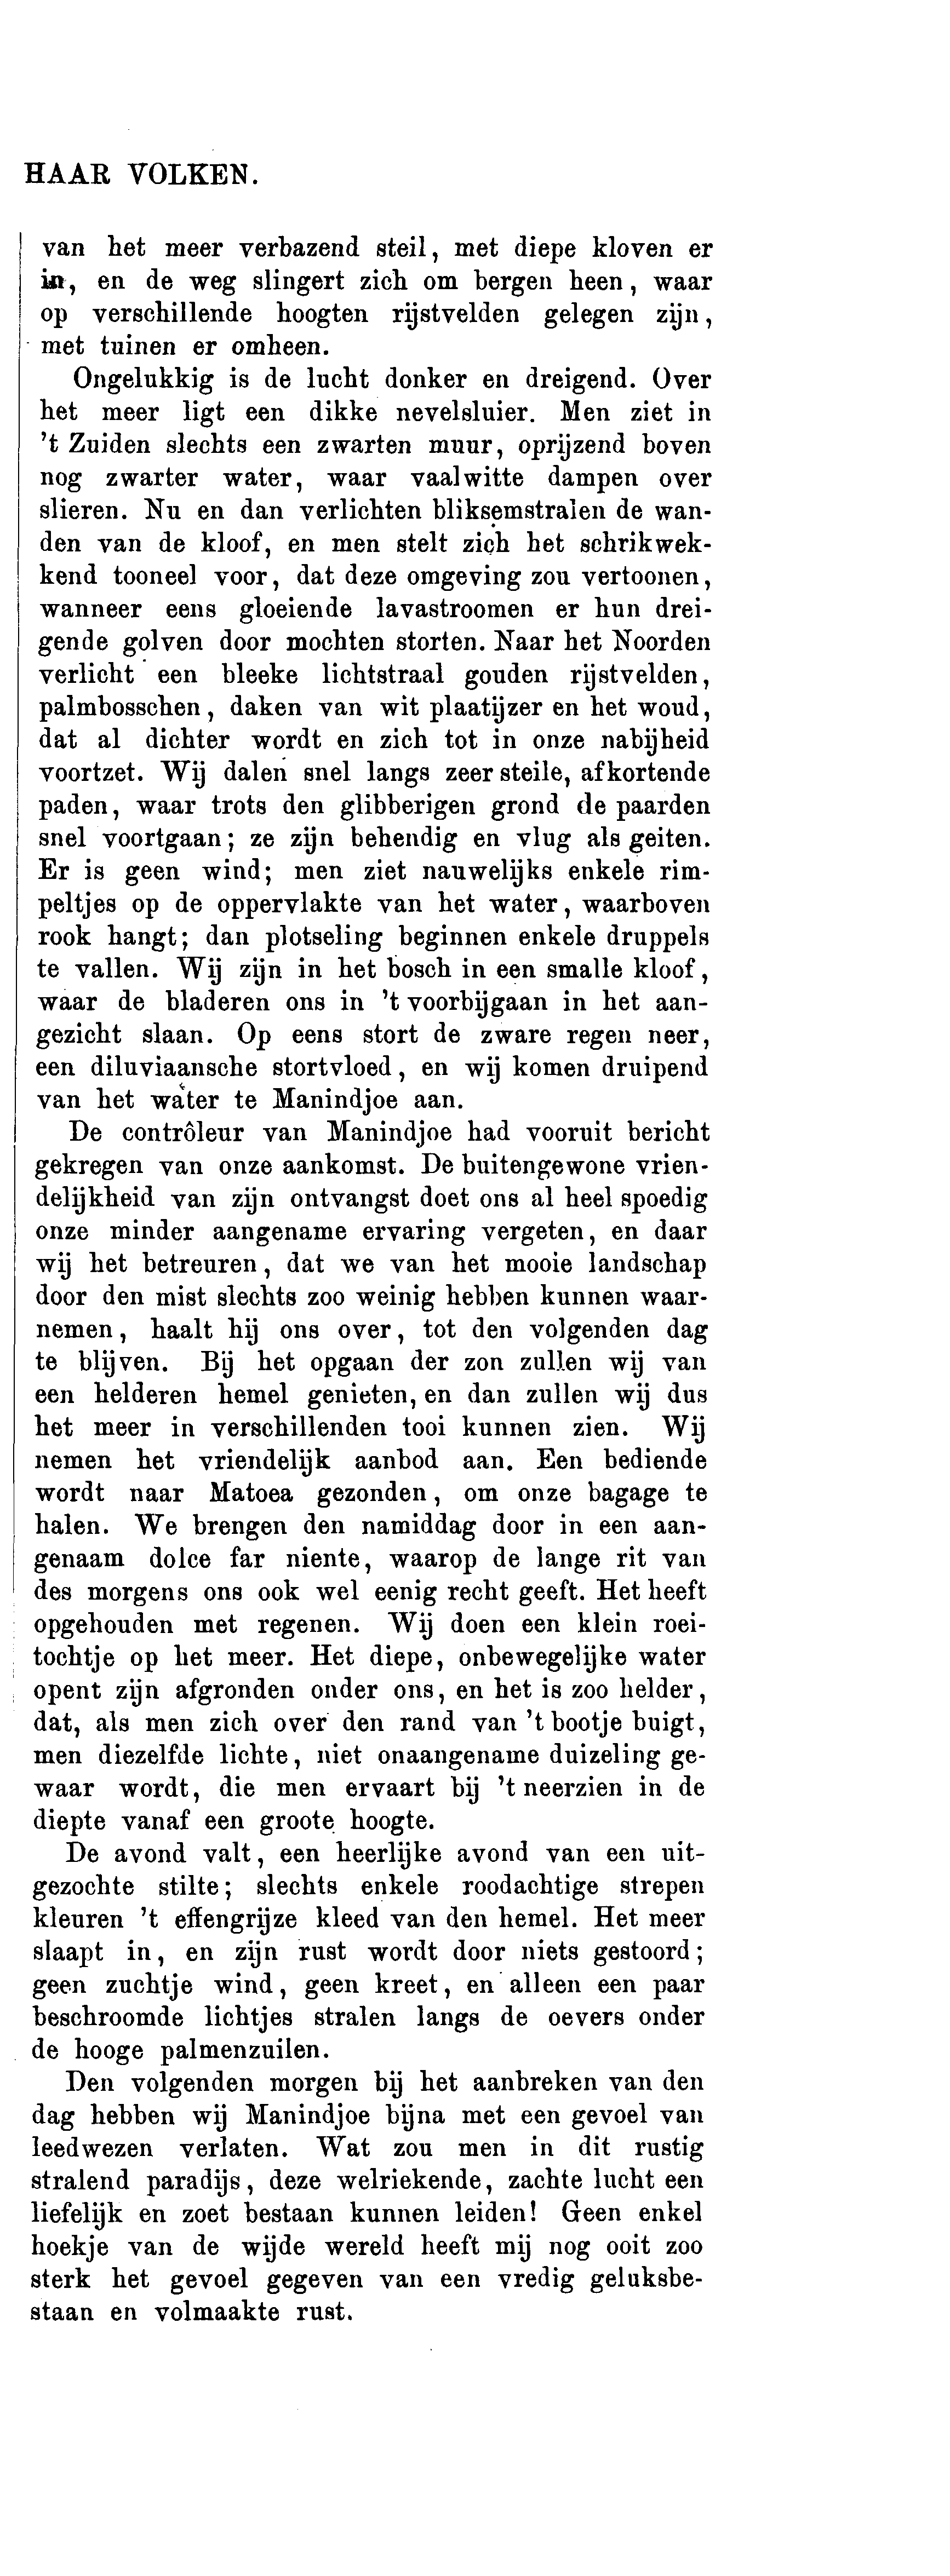 HAAR VOLKEN.
van het meer verbazend steil, met diepe kloven er
in, en de weg slingert zich om bergen heen, waar
op verschillende hoogten rijstvelden gelegen zijn,
met tuinen er omheen.
Ongelukkig is de lucht donker en dreigend. Over
het meer ligt een dikke nevelsluier. Men ziet in
't Zuiden slechts een zwarten muur, oprijzend boven
nog zwarter water, waar vaalwitte dampen over
slieren. Nu en dan verlichten bliksemstralen de wan-
den van de kloof, en men stelt zich het schrikwek-
kend tooneel voor, dat deze omgeving zou vertoonen,
wanneer eens gloeiende lavastroomen er hun drei-
gende golven door mochten storten. Naar het Noorden
verlicht een bleeke lichtstraal gouden rijstvelden,
palmbosschen, daken van wit plaatijzer en het woud,
dat al dichter wordt en zich tot in onze nabijheid
voortzet. Wij dalen snel langs zeer steile, afkortende
paden, waar trots den glibberigen grond de paarden
snel voortgaan; ze zijn behendig en vlug als geiten.
Er is geen wind; men ziet nauwelijks enkele rim-
peltjes op de oppervlakte van het water, waarboven
rook hangt; dan plotseling beginnen enkele druppels
te vallen. Wij zijn in het bosch in een smalle kloof,
waar de bladeren ons in 't voorbijgaan in het aan-
gezicht slaan. Op eens stort de zware regen neer,
een diluviaansche stortvloed, en wij komen druipend
van het water te Manindjoe aan.
De contrôleur van Manindjoe had vooruit bericht
gekregen van onze aankomst. De buitengewone vrien-
delijkheid van zijn ontvangst doet ons al heel spoedig
onze minder aangename ervaring vergeten, en daar
wij het betreuren, dat we van het mooie landschap
door den mist slechts zoo weinig hebben kunnen waar-
nemen, haalt hij ons over, tot den volgenden dag
te blijven. Bij het opgaan der zon zullen wij van
een helderen hemel genieten, en dan zullen wij dus
het meer in verschillenden tooi kunnen zien. Wij
nemen het vriendelijk aanbod aan. Een bediende
wordt naar Matoea gezonden, om onze bagage te
halen. We brengen den namiddag door in een aan-
genaam dolce far niente, waarop de lange rit van
des morgens ons ook wel eenig recht geeft. Het heeft
opgehouden met regenen. Wij doen een klein roei-
tochtje op het meer. Het diepe, onbewegelijke water
opent zijn afgronden onder ons, en het is zoo helder,
dat, als men zich over den rand van 't bootje buigt,
men diezelfde lichte, niet onaangename duizeling ge-
waar wordt, die men ervaart bij 't neerzien in de
diepte vanaf een groote hoogte.
De avond valt, een heerlijke avond van een uit-
gezochte stilte; slechts enkele roodachtige strepen
kleuren 't effengrijze kleed van den hemel. Het meer
slaapt in, en zijn rust wordt door niets gestoord;
geen zuchtje wind, geen kreet, en alleen een paar
beschroomde lichtjes stralen langs de oevers onder
de hooge palmenzuilen.
Den volgenden morgen bij het aanbreken van den
dag hebben wij Manindjoe bijna met een gevoel van
leedwezen verlaten. Wat zou men in dit rustig
stralend paradijs, deze welriekende, zachte lucht een
liefelijk en zoet bestaan kunnen leiden! Geen enkel
hoekje van de wijde wereld heeft mij nog ooit zoo
sterk het gevoel gegeven van een vredig geluksbe-
staan en volmaakte rust.